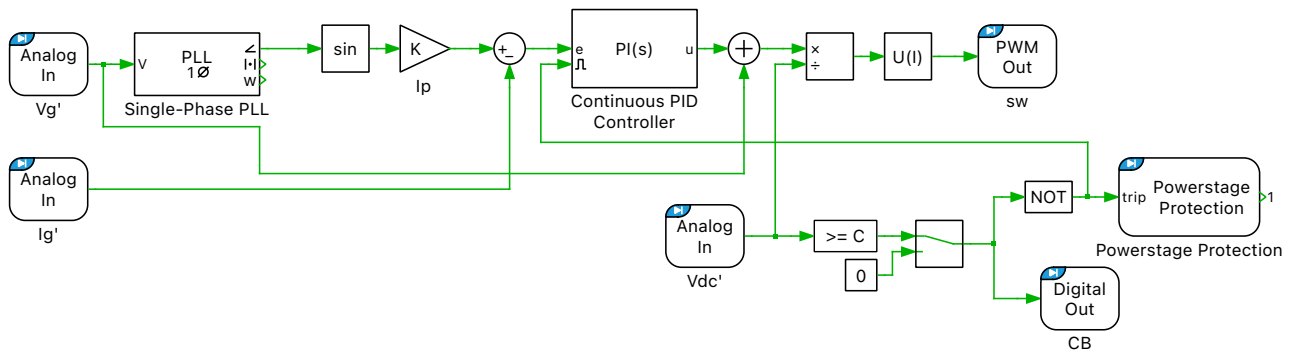 Analog
In
Vg'
V
PLL
1Ø
∠
|•|
w
Single-Phase PLL
sin
K
Ip
+
−
e
PI(s)
u
Continuous PID
Controller
+
×
÷
U(I)
PWM
Out
sw
Analog
In
Ig'
Analog
In
Vdc'
>= C
0
NOT
trip
Powerstage
Protection
1
Powerstage Protection
Digital
Out
CB